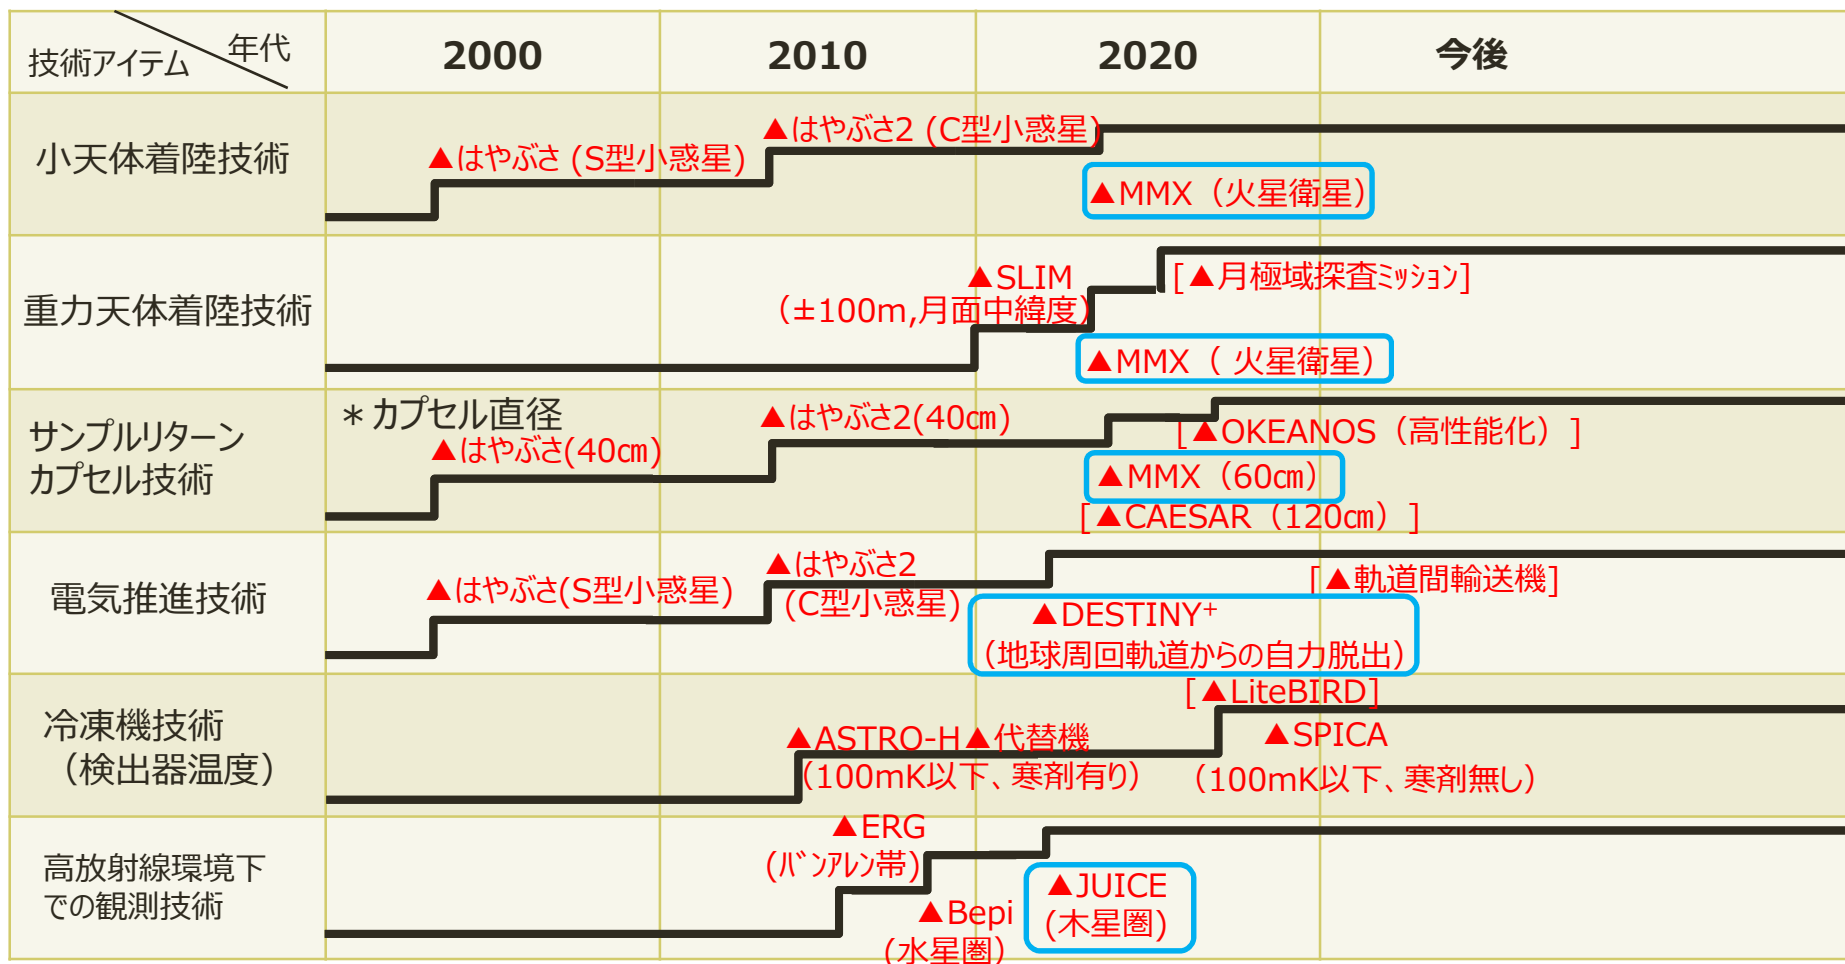 年代
技術アイテム
2000 2010 2020 今後
小天体着陸技術
▲はやぶさ (S型小惑星)
▲はやぶさ2 (C型小惑星)
▲MMX（火星衛星）
重力天体着陸技術
▲SLIM
（±100m,月面中緯度）
[▲月極域探査ミッション]
▲MMX（ 火星衛星）
サンプルリターン
カプセル技術
＊カプセル直径
▲はやぶさ(40㎝)
▲はやぶさ2(40㎝)
[▲OKEANOS（高性能化）]
▲MMX（60㎝）
[▲CAESAR（120㎝）]
電気推進技術
▲はやぶさ(S型小惑星)
▲はやぶさ2
(C型小惑星)
[▲軌道間輸送機]
▲DESTINY⁺
（地球周回軌道からの自力脱出）
冷凍機技術
（検出器温度）
▲ASTRO-H▲代替機
（100mK以下、寒剤有り）
[▲LiteBIRD]
▲SPICA
（100mK以下、寒剤無し）
高放射線環境下
での観測技術
▲ERG
(バンアレン帯)
▲Bepi
(水星圏)
▲JUICE
(木星圏)